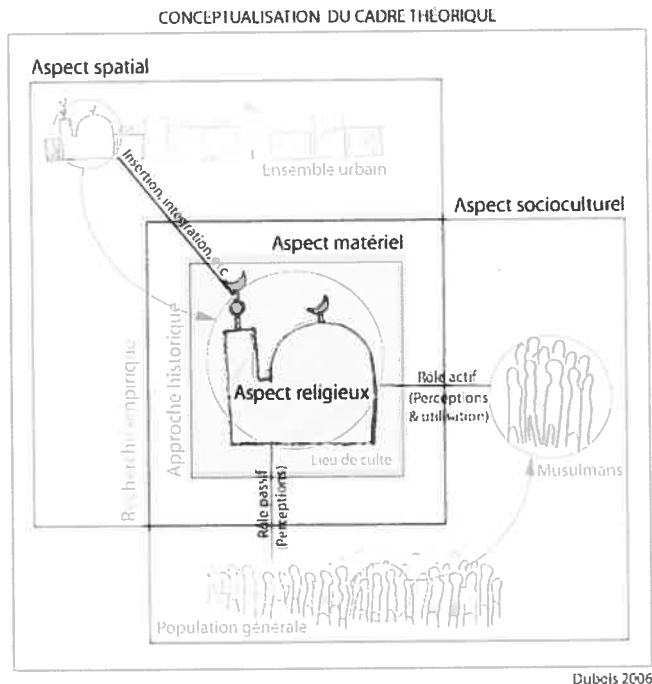 CONCEPTUALISATION DU CADRE THÉORIQUE
Aspect spatial
Ensemble urbain
Insertion, intégration, etc
Aspect socioculturel
Aspect matériel
Approche historique
Recherche empirique
Aspect religieux
Lieu de culte
Rôle actif
(Perceptions
& utilisation)
Musulmans
Rôle passif
(Perceptions)
Population générale
Dubois 2006